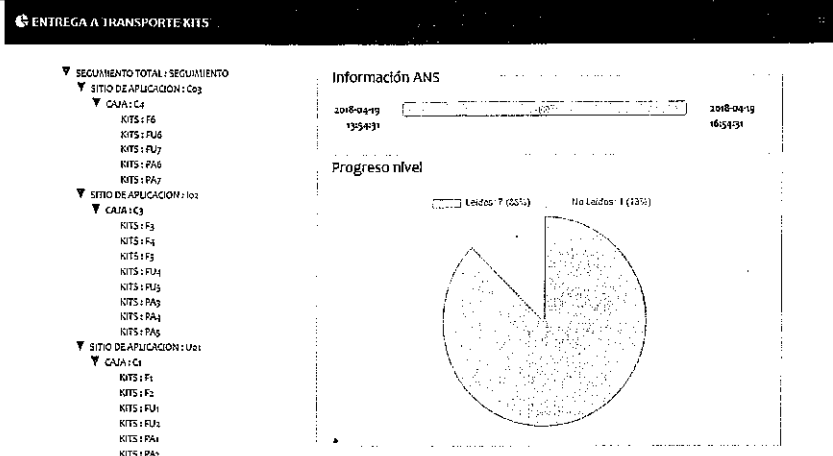 ENTREGA A TRANSPORTE KITS
SEGUIMIENTO TOTAL : SEGUIMIENTO
SITIO DE APLICACION : C03
CAJA : C4
KITS : F6
KITS : FU6
KITS : FU7
KITS : PA6
KITS : PA7
SITIO DE APLICACION : I02
CAJA : C3
KITS : F3
KITS : F4
KITS : F5
KITS : FU4
KITS : FU5
KITS : PA3
KITS : PA4
KITS : PA5
SITIO DE APLICACION : U01
CAJA : C1
KITS : F1
KITS : F2
KITS : FU1
KITS : FU2
KITS : PA1
KITS : PA2
Información ANS
2018-04-19
13:54:31
2018-04-19
16:54:31
Progreso nivel
Leidos: 7 (88%) No Leidos: 1 (13%)